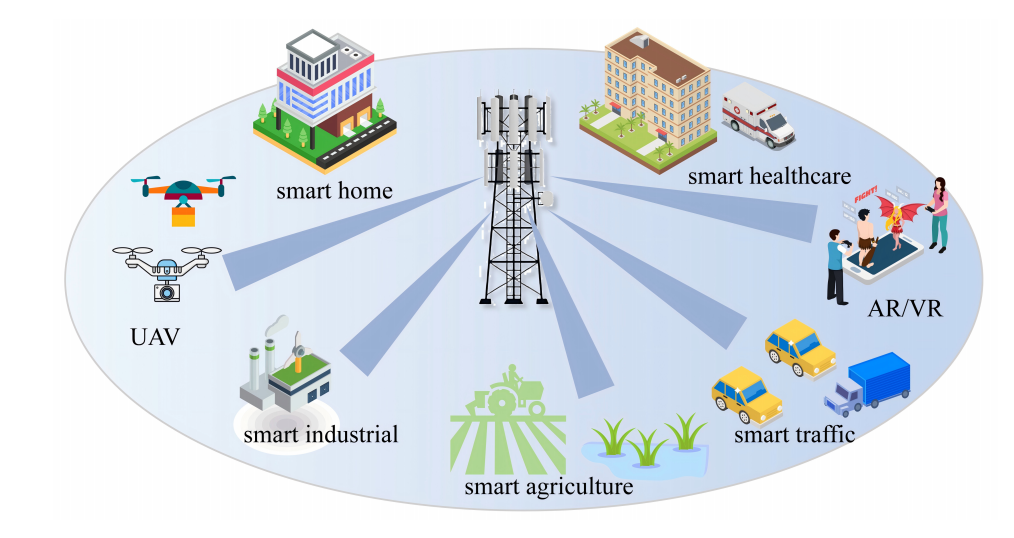 smart home
smart healthcare
FIGHT!
UAV
AR/VR
smart industrial
smart traffic
smart agriculture